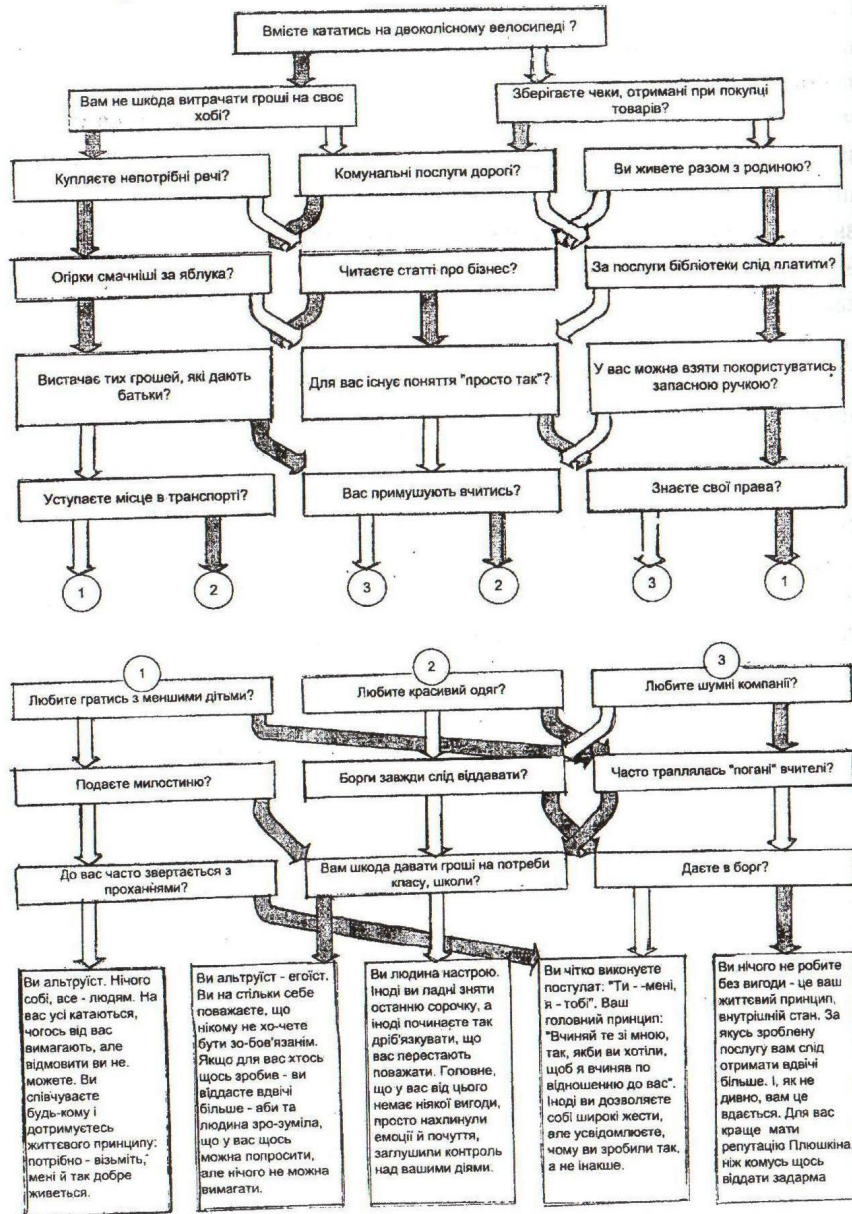 Вмієте кататись на двоколісному велосипеді ?
Вам не шкода витрачати гроші на своє
хобі?
Зберігаєте чеки, отримані при покупці
товарів?
Купляєте непотрібні речі?
Комунальні послуги дорогі?
Ви живете разом з родиною?
Огірки смачніші за яблука?
Читаєте статті про бізнес?
За послуги бібліотеки слід платити?
Вистачає тих грошей, які дають
батьки?
Для вас існує поняття "просто так"?
У вас можна взяти покористуватись
запасною ручкою?
Уступаєте місце в транспорті?
Вас примушують вчитись?
Знаєте свої права?
1
2
3
2
3
1
1
2
3
Любите гратись з меншими дітьми?
Любите красивий одяг?
Любите шумні компанії?
Подаєте милостиню?
Борги завжди слід віддавати?
Часто траплялась "погані" вчителі?
До вас часто звертається з
проханнями?
Вам шкода давати гроші на потреби
класу, школи?
Даєте в борг?
Ви альтруїст. Нічого
собі, все - людям. На
вас усі катаються,
чогось від вас
вимагають, але
відмовити ви не.
можете. Ви
співчуваєте
будь-кому і
дотримуєтесь
життєвого принципу:
потрібно - візьміть,
мені й так добре
живеться.
Ви альтруїст - егоїст.
Ви на стільки себе
поважаєте, що
нікому не хо-чете
бути зо-бов'язанім.
Якщо для вас хтось
щось зробив - ви
віддасте вдвічі
більше - аби та
людина зро-зуміла,
що у вас щось
можна попросити,
але нічого не можна
вимагати.
Ви людина настрою.
Іноді ви ладні зняти
останню сорочку, а
іноді починаєте так
дріб'язкувати, що
вас перестають
поважати. Головне,
що у вас від цього
немає ніякої вигоди,
просто нахлинули
емоції й почуття,
заглушили контроль
над вашими діями.
Ви чітко виконуєте
постулат: "Ти - -мені,
я - тобі". Ваш
головний принцип:
"Вчиняй те зі мною,
так, якби ви хотіли,
щоб я вчиняв по
відношенню до вас".
Іноді ви дозволяєте
собі широкі жести,
але усвідомлюєте,
чому ви зробили так,
а не інакше.
Ви нічого не робите
без вигоди - це ваш
життєвий принцип,
внутрішній стан. За
якусь зроблену
послугу вам слід
отримати вдвічі
більше. І, як не
дивно, вам це
вдається. Для вас
краще мати
репутацію Плюшкіна
ніж комусь щось
віддати задарма